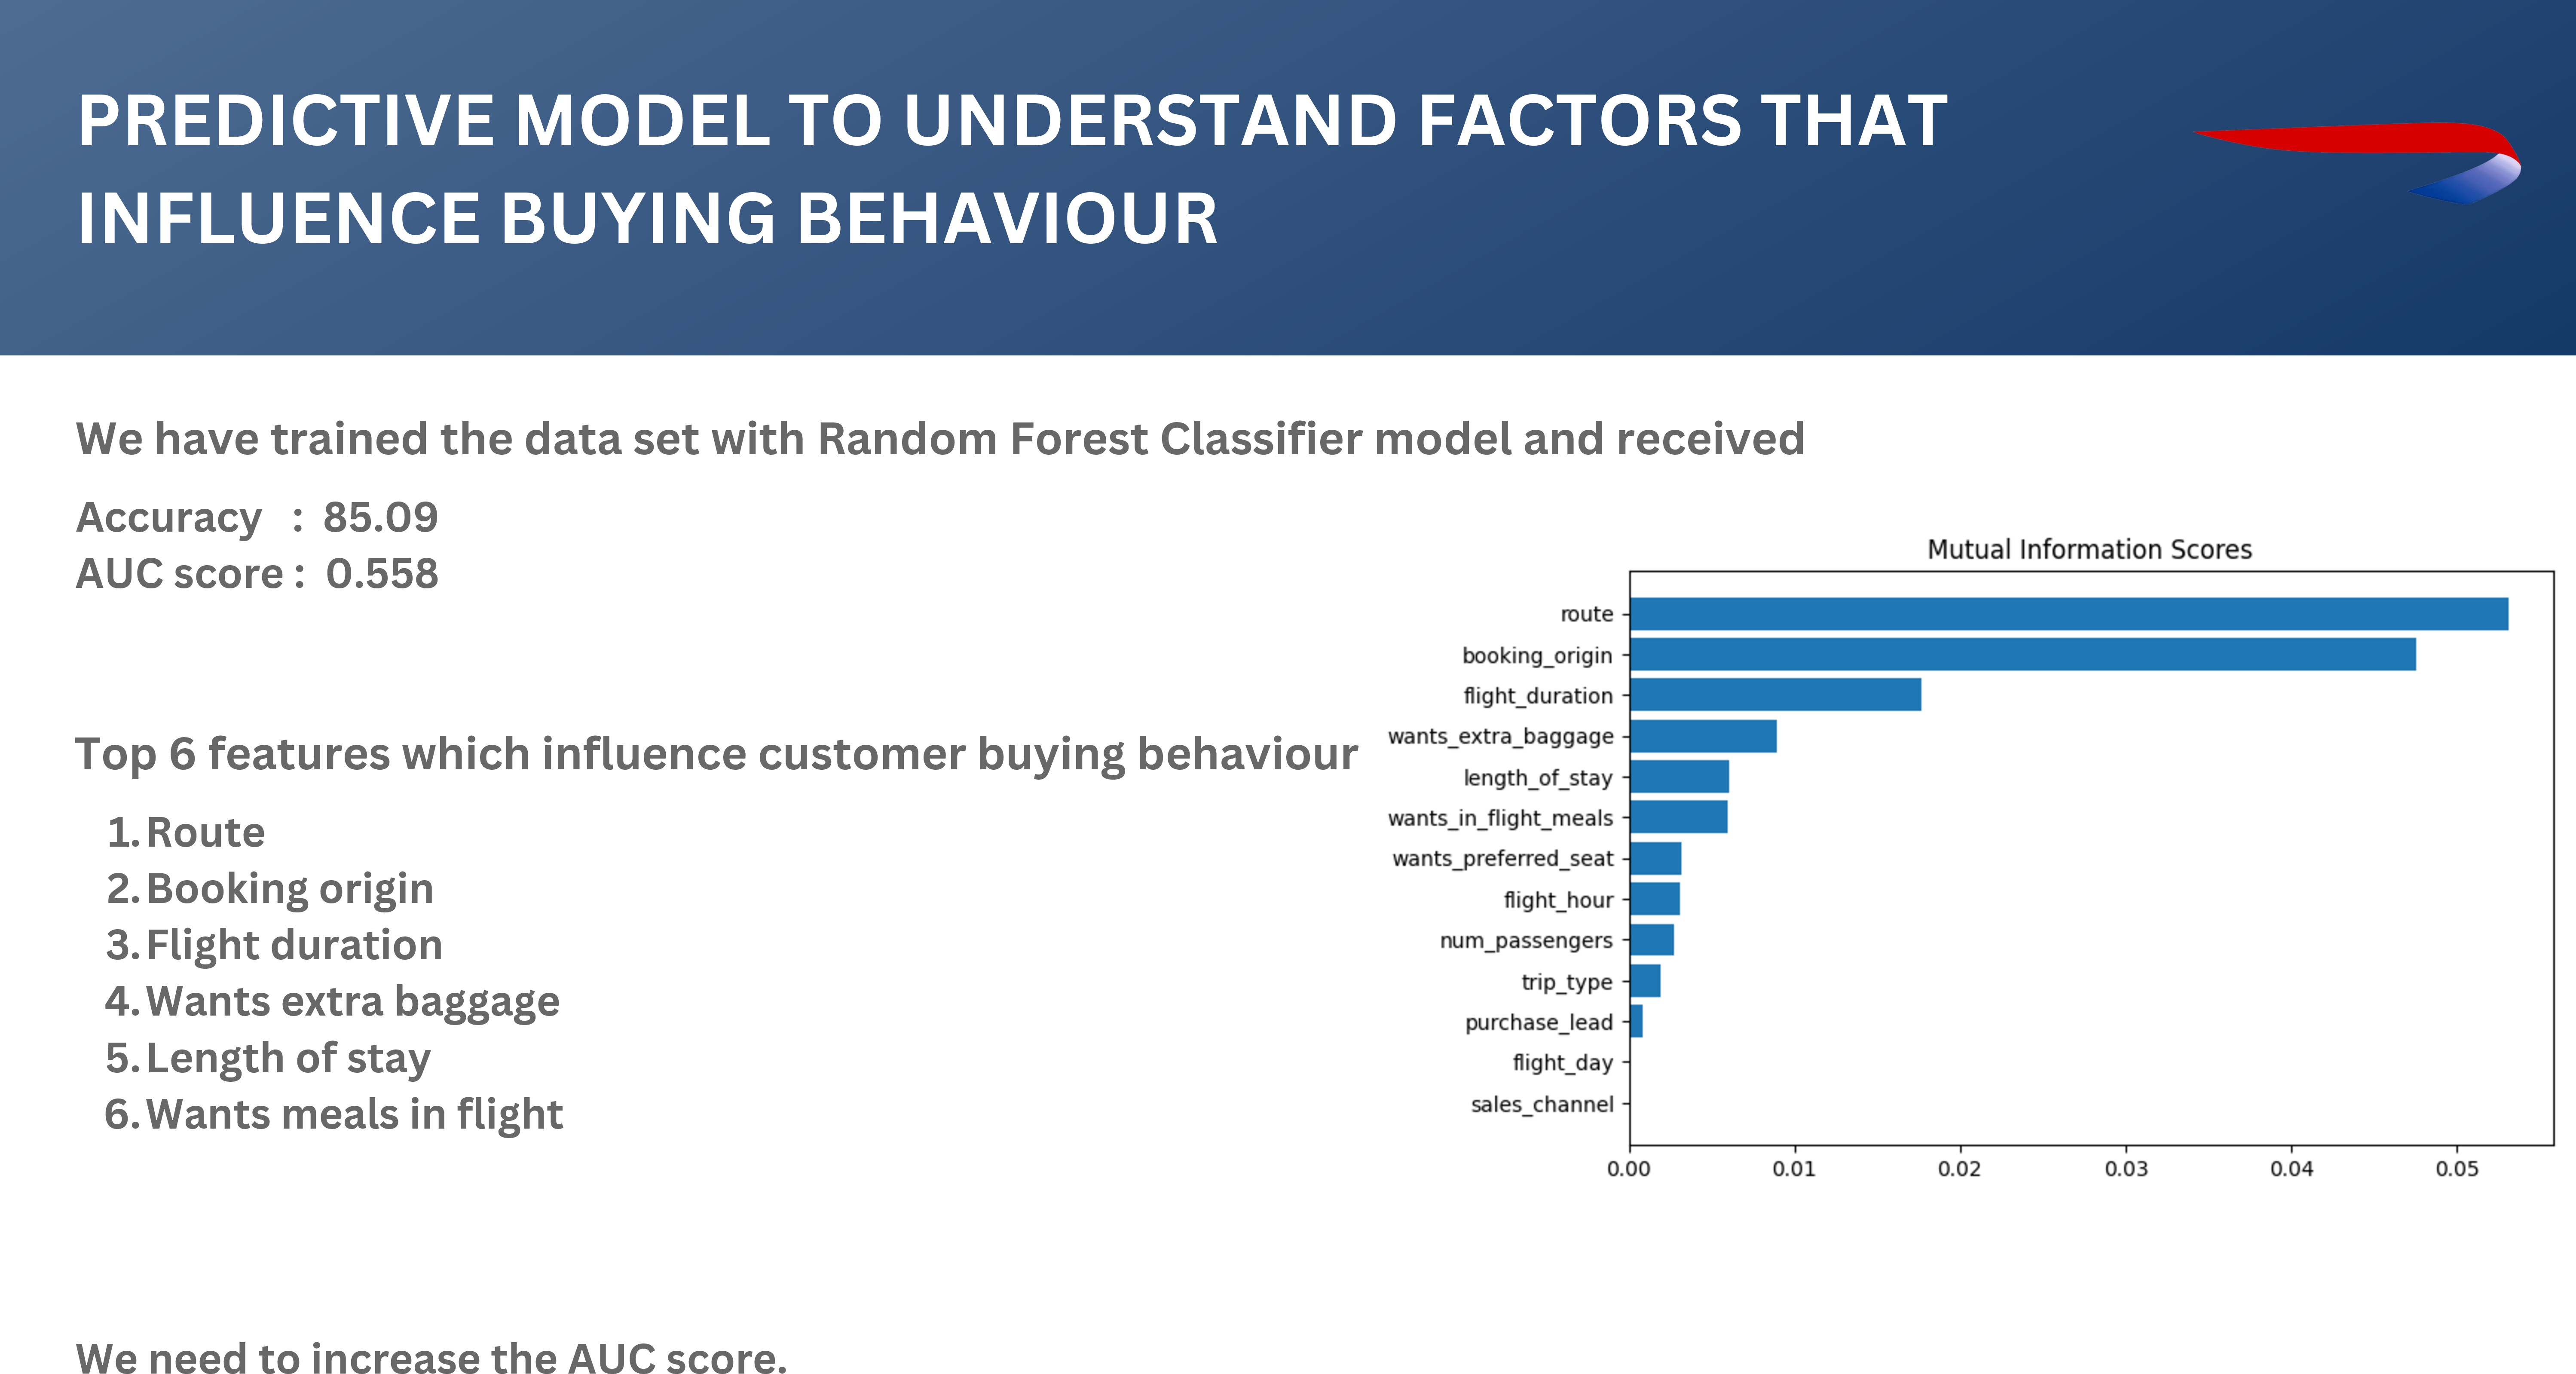 PREDICTIVE MODEL TO UNDERSTAND FACTORS THAT
INFLUENCE BUYING BEHAVIOUR
We have trained the data set with Random Forest Classifier model and received
Accuracy : 85.09
AUC score : 0.558
Top 6 features which influence customer buying behaviour
1. Route
2. Booking origin
3. Flight duration
4. Wants extra baggage
5. Length of stay
6. Wants meals in flight
Mutual Information Scores
route
booking_origin
flight_duration
wants_extra_baggage
length_of_stay
wants_in_flight_meals
wants_preferred_seat
flight_hour
num_passengers
trip_type
purchase_lead
flight_day
sales_channel
0.00 0.01 0.02 0.03 0.04 0.05
We need to increase the AUC score.